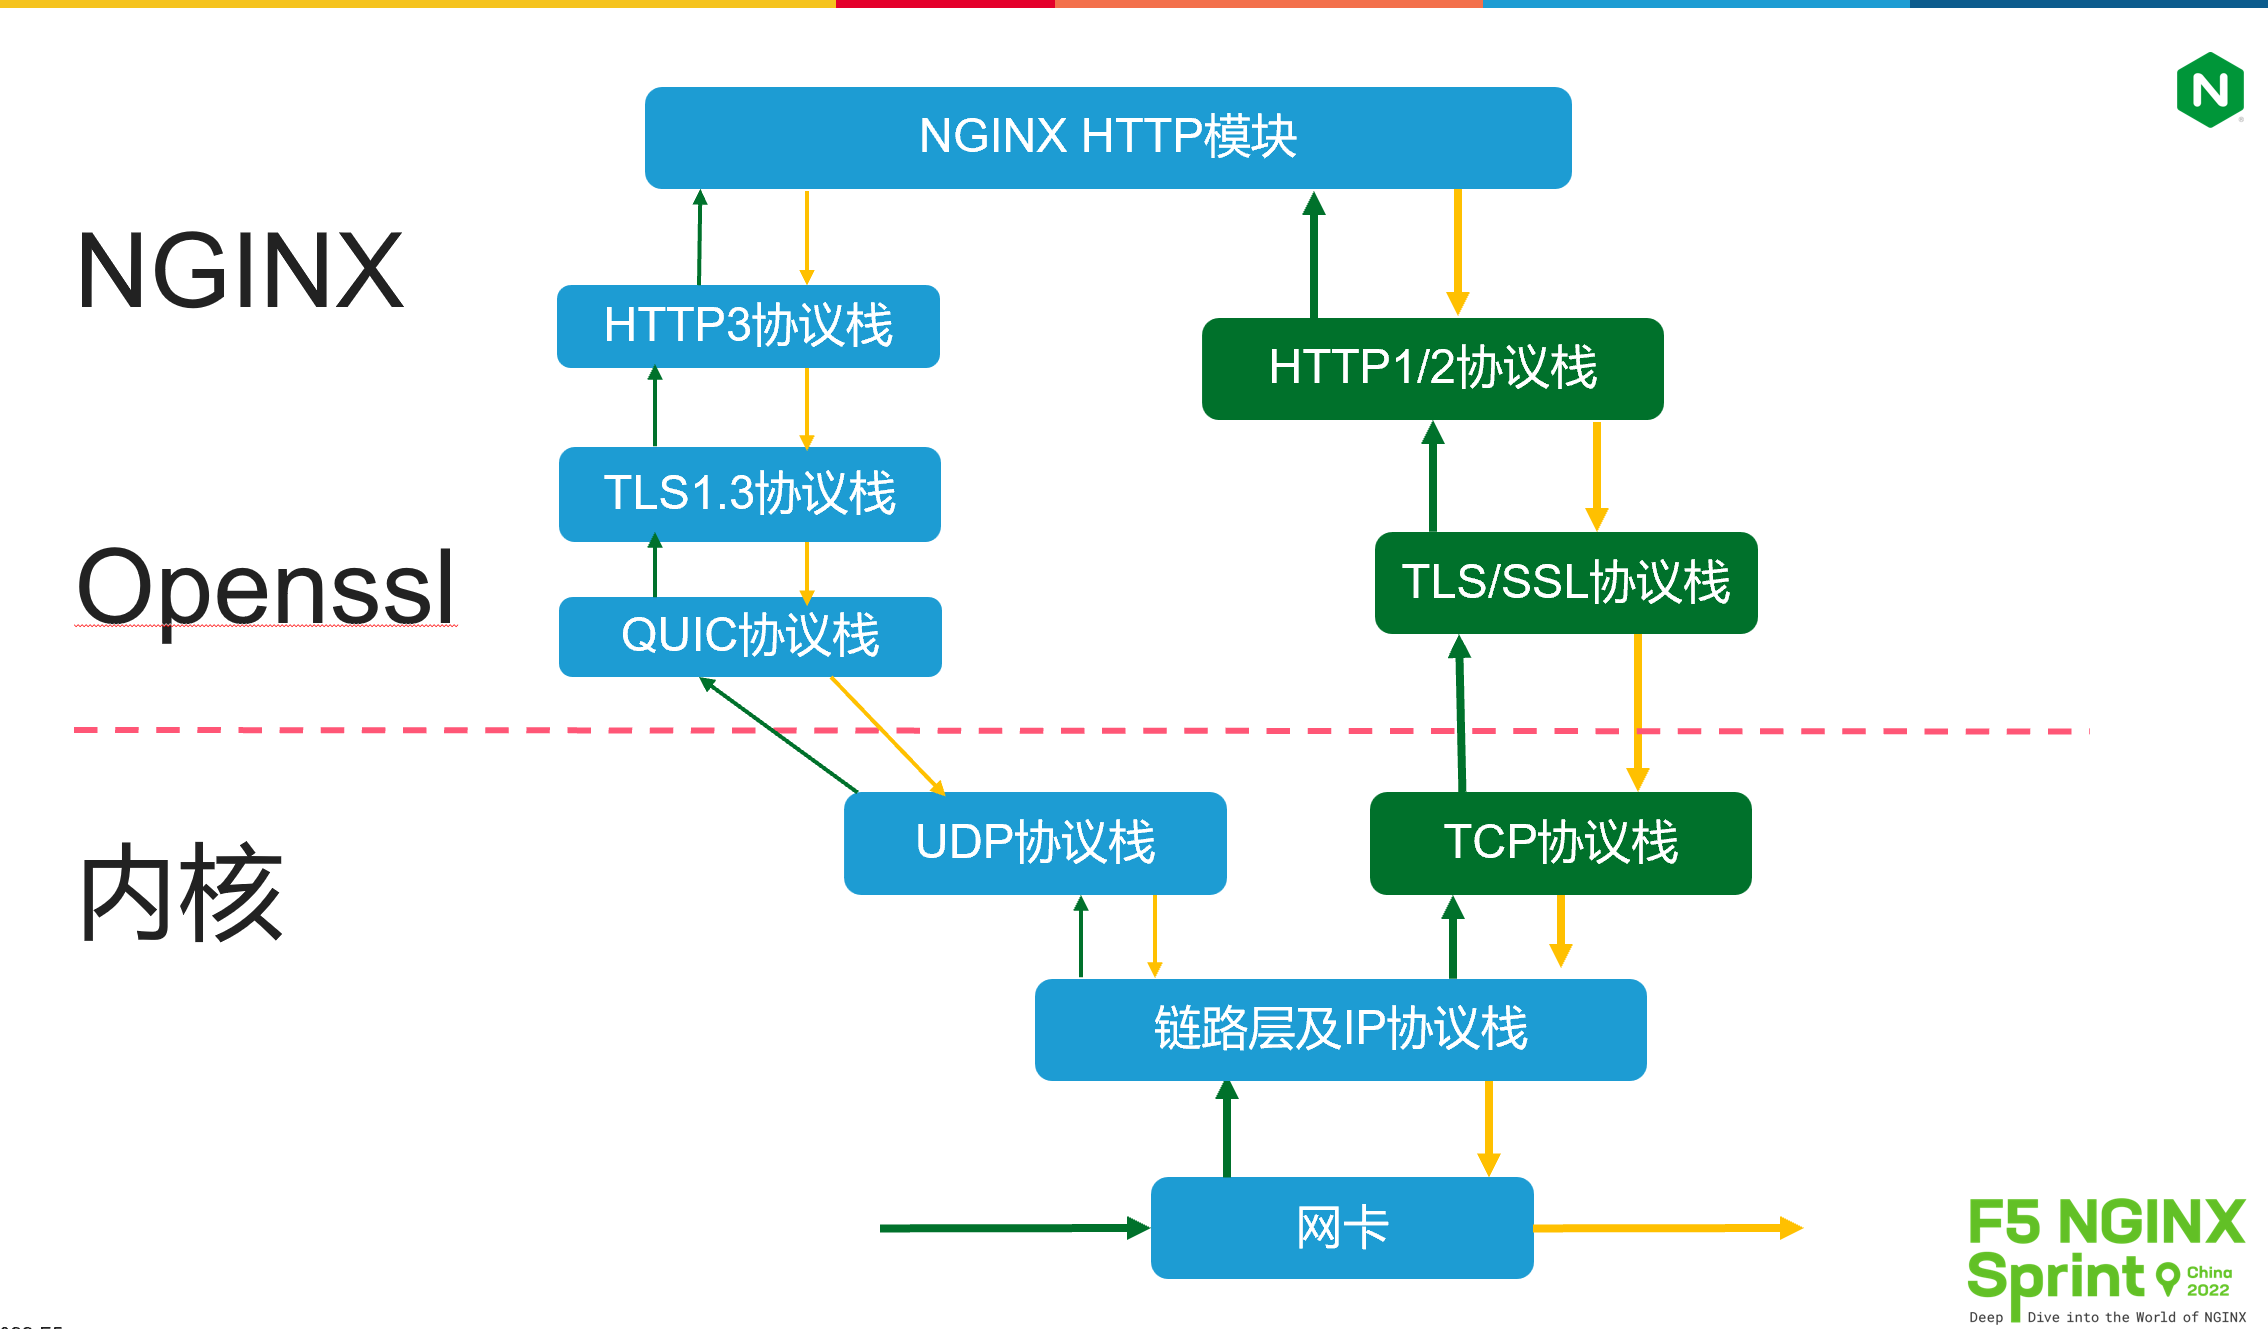 NGINX HTTP模块
NGINX
HTTP3协议栈
HTTP1/2协议栈
TLS1.3协议栈
Openssl
TLS/SSL协议栈
QUIC协议栈
内核
UDP协议栈
TCP协议栈
链路层及IP协议栈
网卡
F5 NGINX
Sprint
China
2022
Deep Dive into the World of NGINX